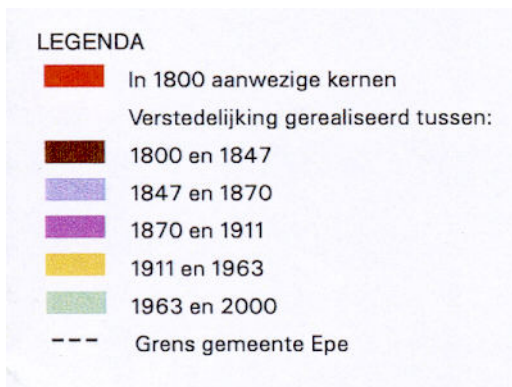 LEGENDA
In 1800 aanwezige kernen
Verstedelijking gerealiseerd tussen:
1800 en 1847
1847 en 1870
1870 en 1911
1911 en 1963
1963 en 2000
Grens gemeente Epe